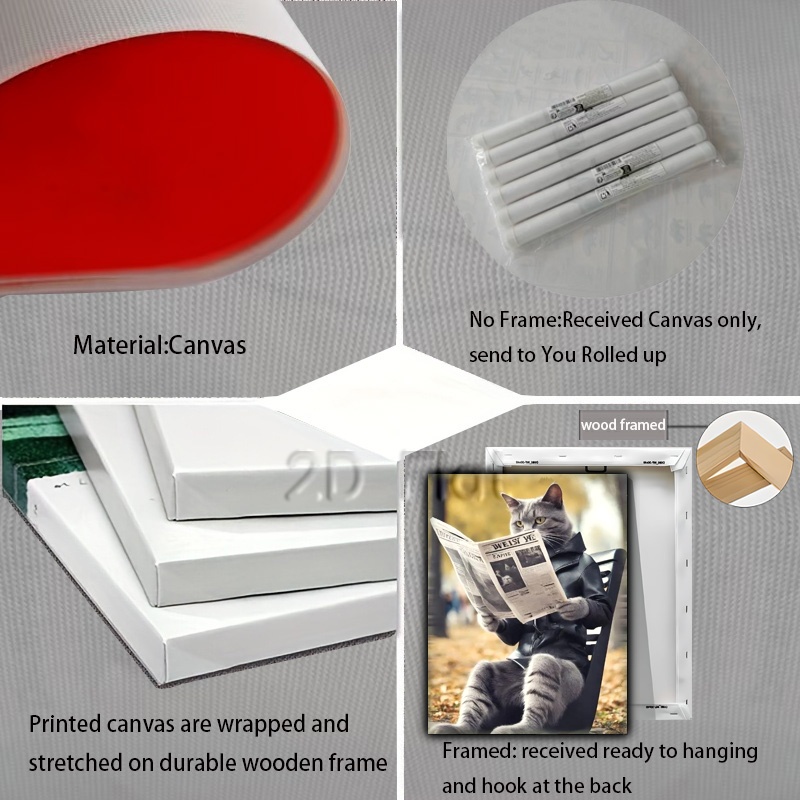 Material:Canvas
No Frame:Received Canvas only,
send to You Rolled up
2D
Printed canvas are wrapped and
stretched on durable wooden frame
wood framed
Framed: received ready to hanging
and hook at the back